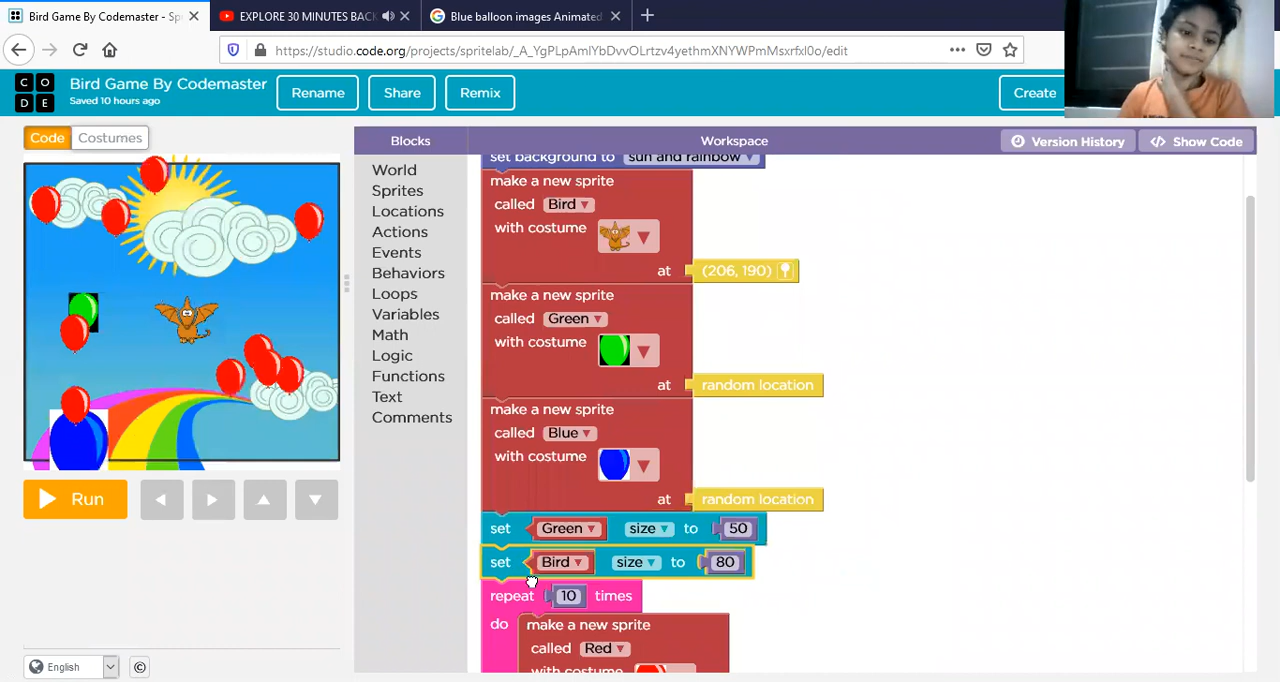 Bird Game By Codemaster - Sp
EXPLORE 30 MINUTES BACK
Blue balloon images Animated
https://studio.code.org/projects/spritelab/_A_YgPLpAmlYbDvvOLrtzv4yethmXNYWPmMsxrfxl0o/edit
C O
D E
Bird Game By Codemaster
Saved 10 hours ago
Rename
Share
Remix
Create
Code
Costumes
Blocks
Workspace
Version History
</> Show Code
World
Sprites
Locations
Actions
Events
Behaviors
Loops
Variables
Math
Logic
Functions
Text
Comments
set background to sun and rainbow
make a new sprite
called Bird
with costume
at (206, 190)
make a new sprite
called Green
with costume
at random location
make a new sprite
called Blue
with costume
at random location
set Green size to 50
set Bird size to 80
repeat 10 times
do make a new sprite
called Red
with costume
Run
English
©